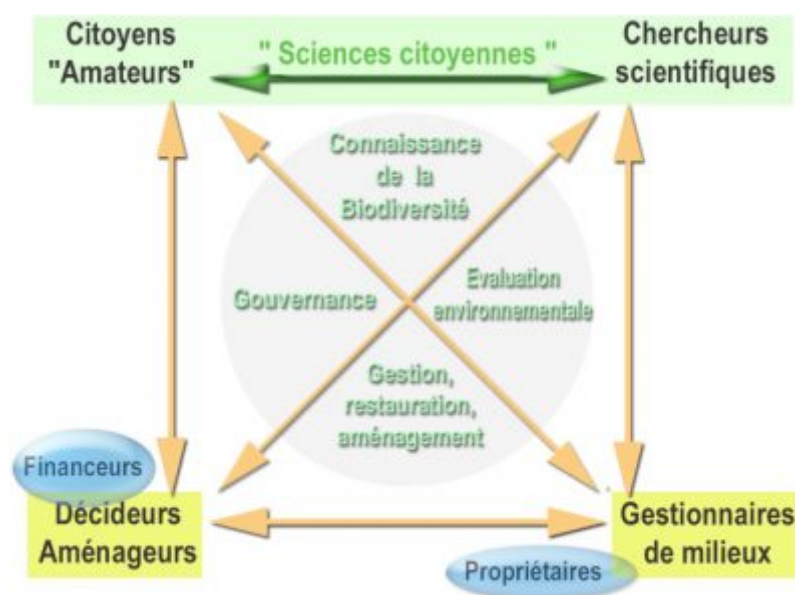 Citoyens
"Amateurs"
" Sciences citoyennes "
Chercheurs
scientifiques
Connaissance
de la
Biodiversité
Gouvernance
Evaluation
environnementale
Gestion,
restauration,
aménagement
Financeurs
Décideurs
Aménageurs
Gestionnaires
de milieux
Propriétaires